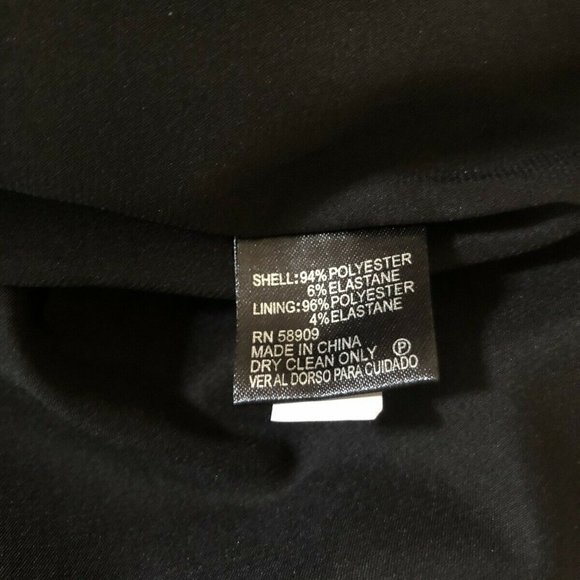 SHELL:94%POLYESTER
6%ELASTANE
LINING:96%POLYESTER
4%ELASTANE
RN 58909
MADE IN CHINA
DRY CLEAN ONLY Ⓟ
VER AL DORSO PARA CUIDADO